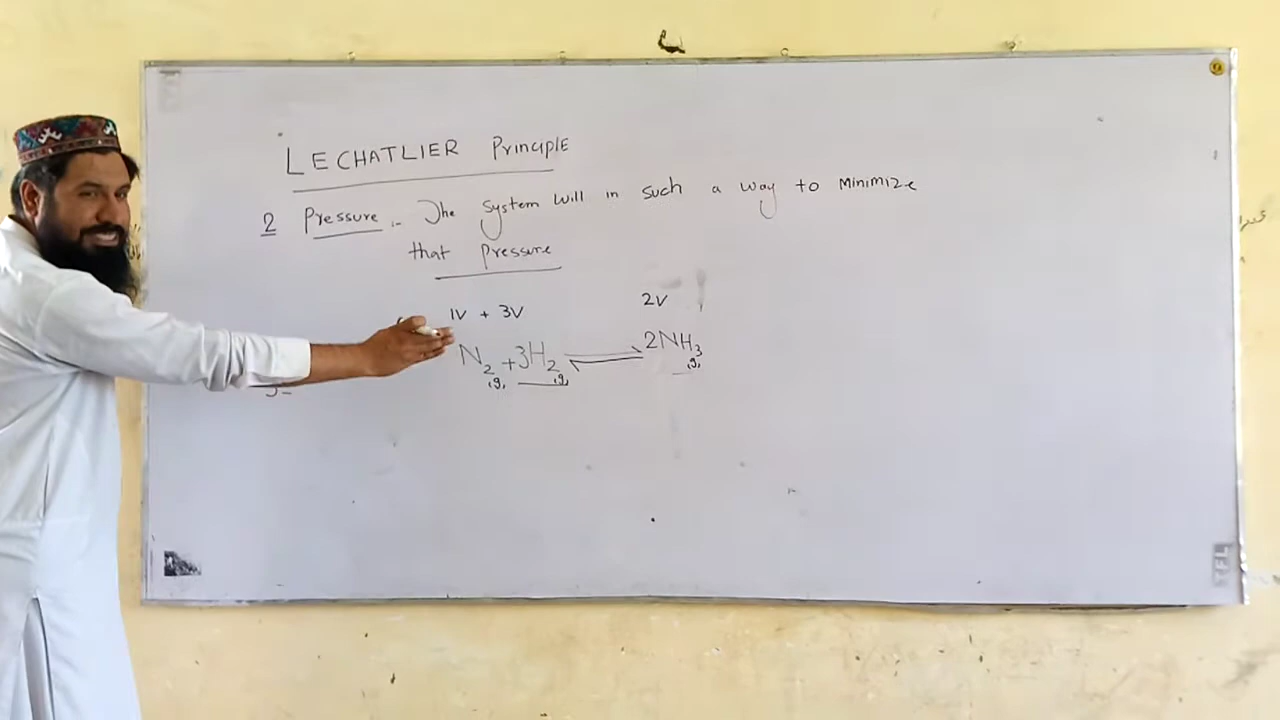 LECHATLIER Principle
2 Pressure :- The system will in such a way to minimize
that pressure
1V + 3V 2V
N₂(g) + 3H₂(g) ⇌ 2NH₃(g)
TFL